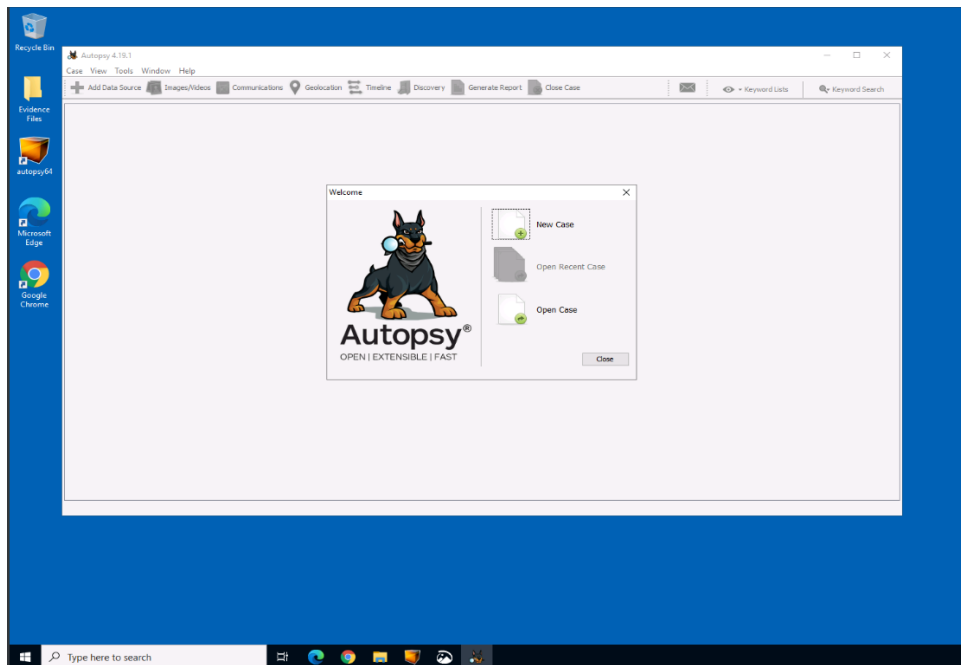 Recycle Bin
Evidence
Files
autopsy64
Microsoft
Edge
Google
Chrome
Autopsy 4.19.1
Case View Tools Window Help
Add Data Source Images/Videos Communications Geolocation Timeline Discovery Generate Report Close Case Keyword Lists Keyword Search
Welcome
New Case
Open Recent Case
Open Case
Autopsy®
OPEN | EXTENSIBLE | FAST
Close
Type here to search